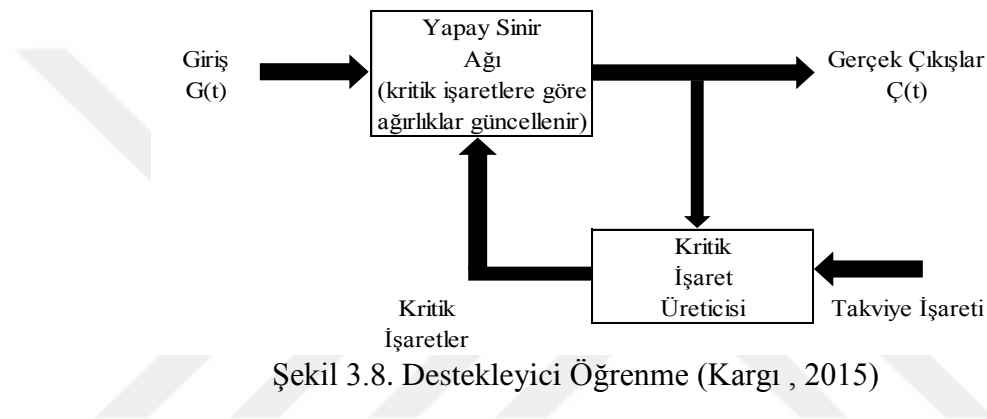 Giriş
G(t)
Yapay Sinir
Ağı
(kritik işaretlere göre
ağırlıklar güncellenir)
Gerçek Çıkışlar
Ç(t)
Kritik
İşaret
Üreticisi
Takviye İşareti
Kritik
İşaretler
Şekil 3.8. Destekleyici Öğrenme (Kargı , 2015)